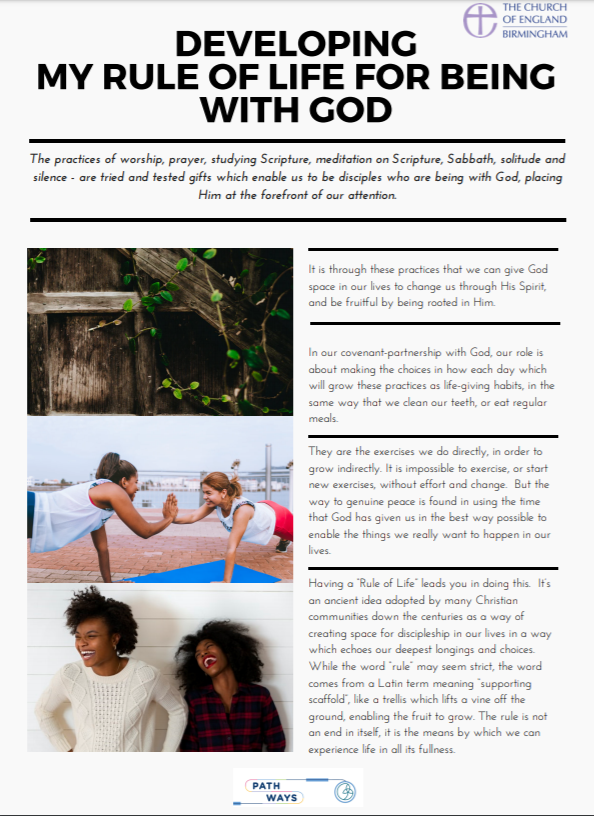 THE CHURCH
OF ENGLAND
BIRMINGHAM
DEVELOPING
MY RULE OF LIFE FOR BEING
WITH GOD
The practices of worship, prayer, studying Scripture, meditation on Scripture, Sabbath, solitude and
silence - are tried and tested gifts which enable us to be disciples who are being with God, placing
Him at the forefront of our attention.
It is through these practices that we can give God
space in our lives to change us through His Spirit,
and be fruitful by being rooted in Him.
In our covenant-partnership with God, our role is
about making the choices in how each day which
will grow these practices as life-giving habits, in the
same way that we clean our teeth, or eat regular
meals.
They are the exercises we do directly, in order to
grow indirectly. It is impossible to exercise, or start
new exercises, without effort and change. But the
way to genuine peace is found in using the time
that God has given us in the best way possible to
enable the things we really want to happen in our
lives.
Having a "Rule of Life" leads you in doing this. It's
an ancient idea adopted by many Christian
communities down the centuries as a way of
creating space for discipleship in our lives in a way
which echoes our deepest longings and choices.
While the word "rule" may seem strict, the word
comes from a Latin term meaning "supporting
scaffold", like a trellis which lifts a vine off the
ground, enabling the fruit to grow. The rule is not
an end in itself, it is the means by which we can
experience life in all its fullness.
PATH
WAYS